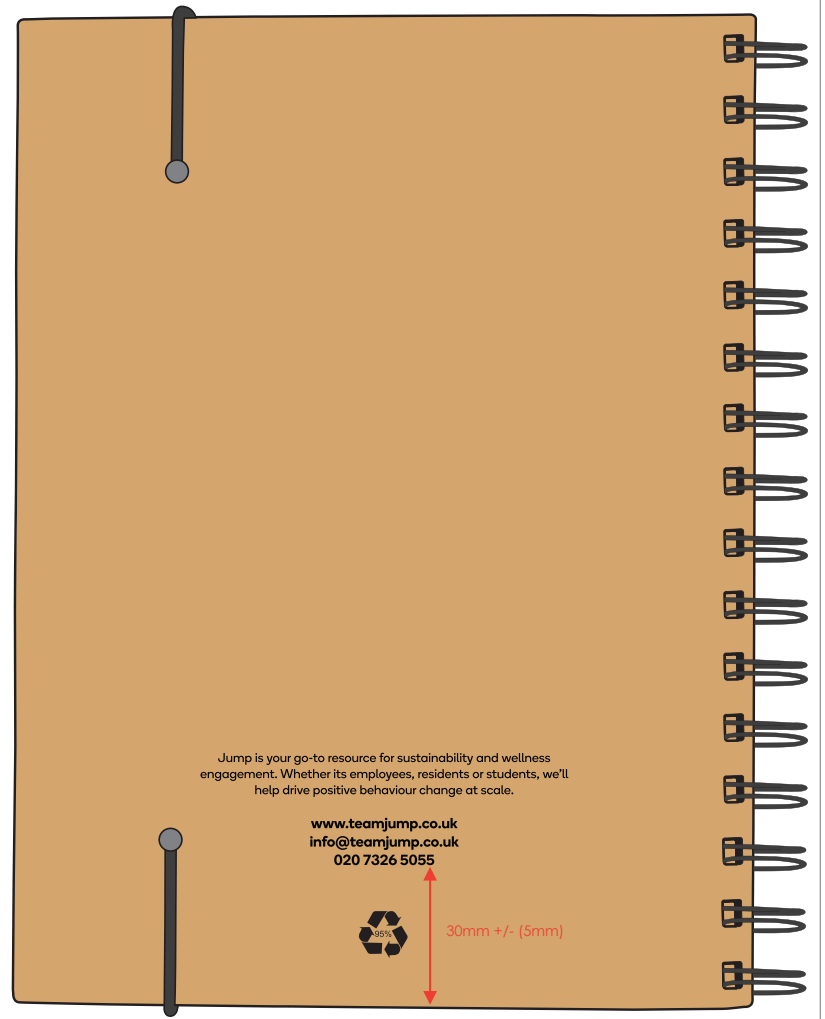 Jump is your go-to resource for sustainability and wellness
engagement. Whether its employees, residents or students, we'll
help drive positive behaviour change at scale.
www.teamjump.co.uk
info@teamjump.co.uk
020 7326 5055
95%
30mm +/- (5mm)